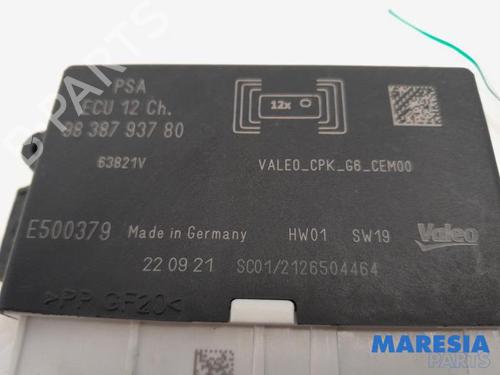 PSA
ECU 12 Ch.
98 387 937 80
63821V
12x
VALEO_CPK_G6_CEM00
E500379
Made in Germany
HW01
SW19
Valeo
22 09 21
SC01/2126504464
>PP GF20<
MARESIA
PARTS